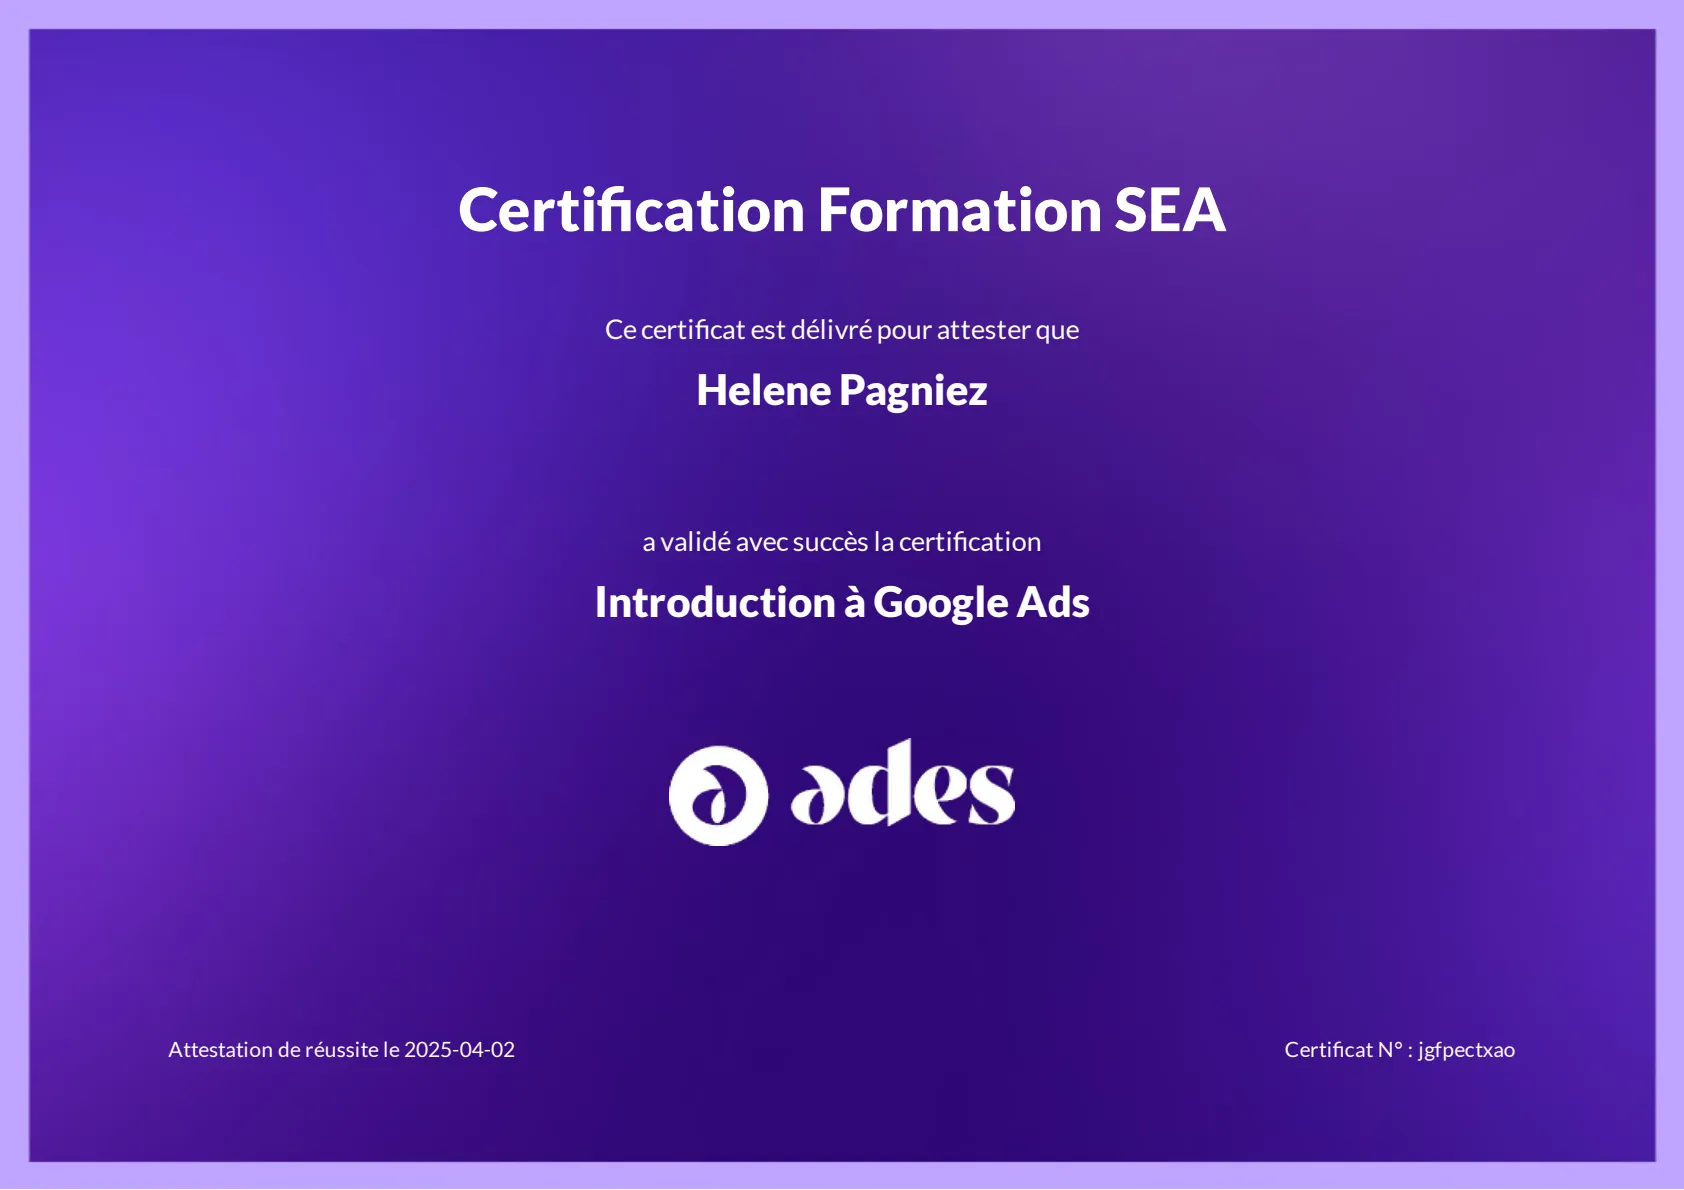 Certification Formation SEA
Ce certificat est délivré pour attester que
Helene Pagniez
a validé avec succès la certification
Introduction à Google Ads
ades
Attestation de réussite le 2025-04-02
Certificat N° : jgfpectxao